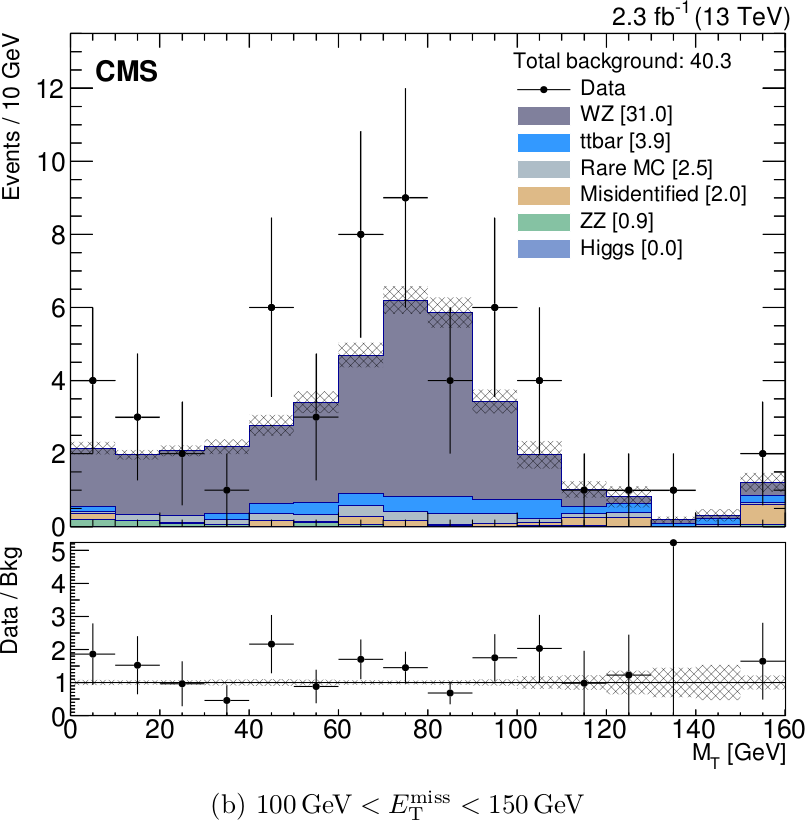 2.3 fb-1 (13 TeV)
CMS
Total background: 40.3
Data
WZ [31.0]
ttbar [3.9]
Rare MC [2.5]
Misidentified [2.0]
ZZ [0.9]
Higgs [0.0]
Events / 10 GeV
12
10
8
6
4
2
0
Data / Bkg
5
4
3
2
1
0
0 20 40 60 80 100 120 140 160
MT [GeV]
(b) 100 GeV < ETmiss < 150 GeV